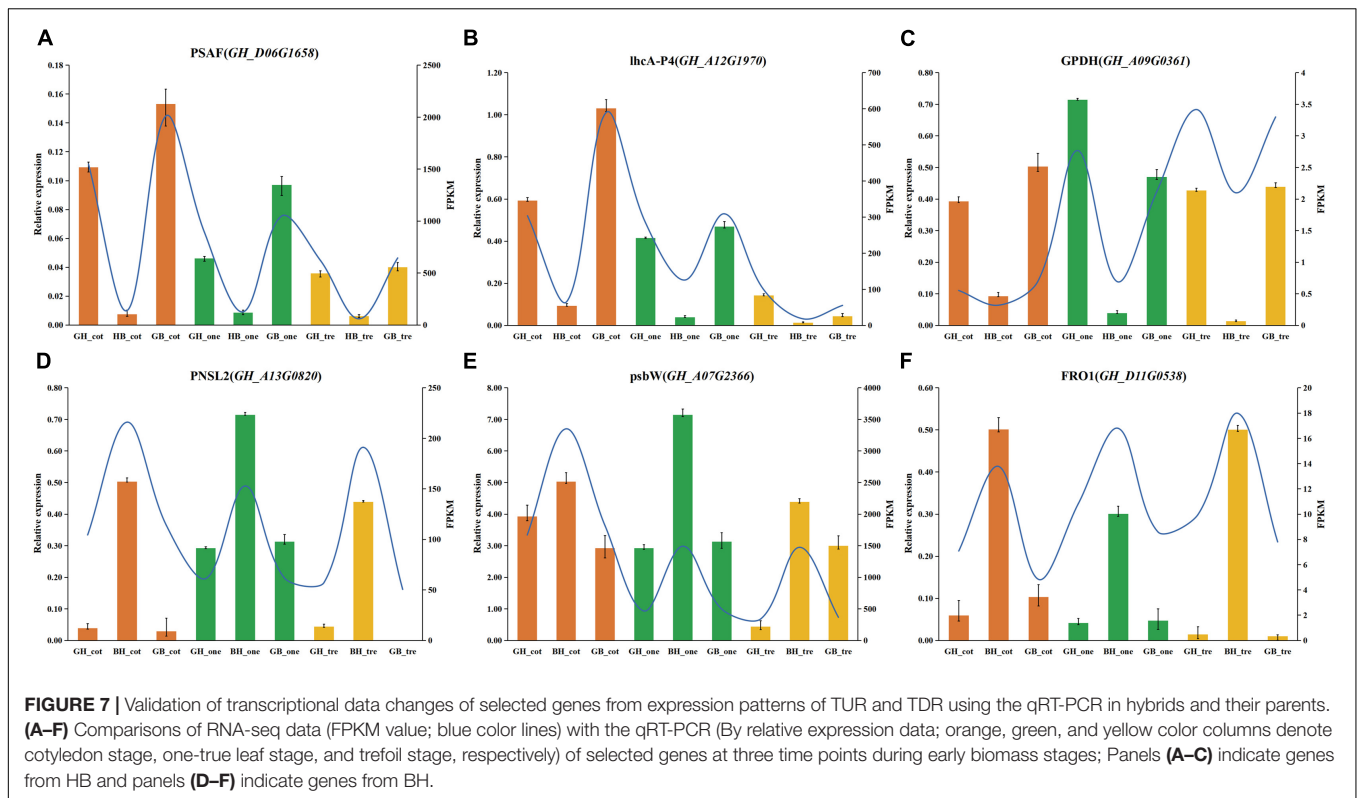 A
PSAF(GH_D06G1658)
Relative expression
0.18
0.16
0.14
0.12
0.10
0.08
0.06
0.04
0.02
0.00
2500
2000
1500
1000
500
0
FPKM
GH_cot HB_cot GB_cot GH_one HB_one GB_one GH_tre HB_tre GB_tre
B
lhcA-P4(GH_A12G1970)
Relative expression
1.20
1.00
0.80
0.60
0.40
0.20
0.00
700
600
500
400
300
200
100
0
FPKM
GH_cot HB_cot GB_cot GH_one HB_one GB_one GH_tre HB_tre GB_tre
C
GPDH(GH_A09G0361)
Relative expression
0.80
0.70
0.60
0.50
0.40
0.30
0.20
0.10
0.00
4
3.5
3
2.5
2
1.5
1
0.5
0
FPKM
GH_cot HB_cot GB_cot GH_one HB_one GB_one GH_tre HB_tre GB_tre
D
PNSL2(GH_A13G0820)
Relative expression
0.80
0.70
0.60
0.50
0.40
0.30
0.20
0.10
0.00
250
200
150
100
50
0
FPKM
GH_cot BH_cot GB_cot GH_one BH_one GB_one GH_tre BH_tre GB_tre
E
psbW(GH_A07G2366)
Relative expression
8.00
7.00
6.00
5.00
4.00
3.00
2.00
1.00
0.00
4000
3500
3000
2500
2000
1500
1000
500
0
FPKM
GH_cot BH_cot GB_cot GH_one BH_one GB_one GH_tre BH_tre GB_tre
F
FRO1(GH_D11G0538)
Relative expression
0.60
0.50
0.40
0.30
0.20
0.10
0.00
20
18
16
14
12
10
8
6
4
2
0
FPKM
GH_cot BH_cot GB_cot GH_one BH_one GB_one GH_tre BH_tre GB_tre
FIGURE 7 | Validation of transcriptional data changes of selected genes from expression patterns of TUR and TDR using the qRT-PCR in hybrids and their parents.
(A–F) Comparisons of RNA-seq data (FPKM value; blue color lines) with the qRT-PCR (By relative expression data; orange, green, and yellow color columns denote
cotyledon stage, one-true leaf stage, and trefoil stage, respectively) of selected genes at three time points during early biomass stages; Panels (A–C) indicate genes
from HB and panels (D–F) indicate genes from BH.